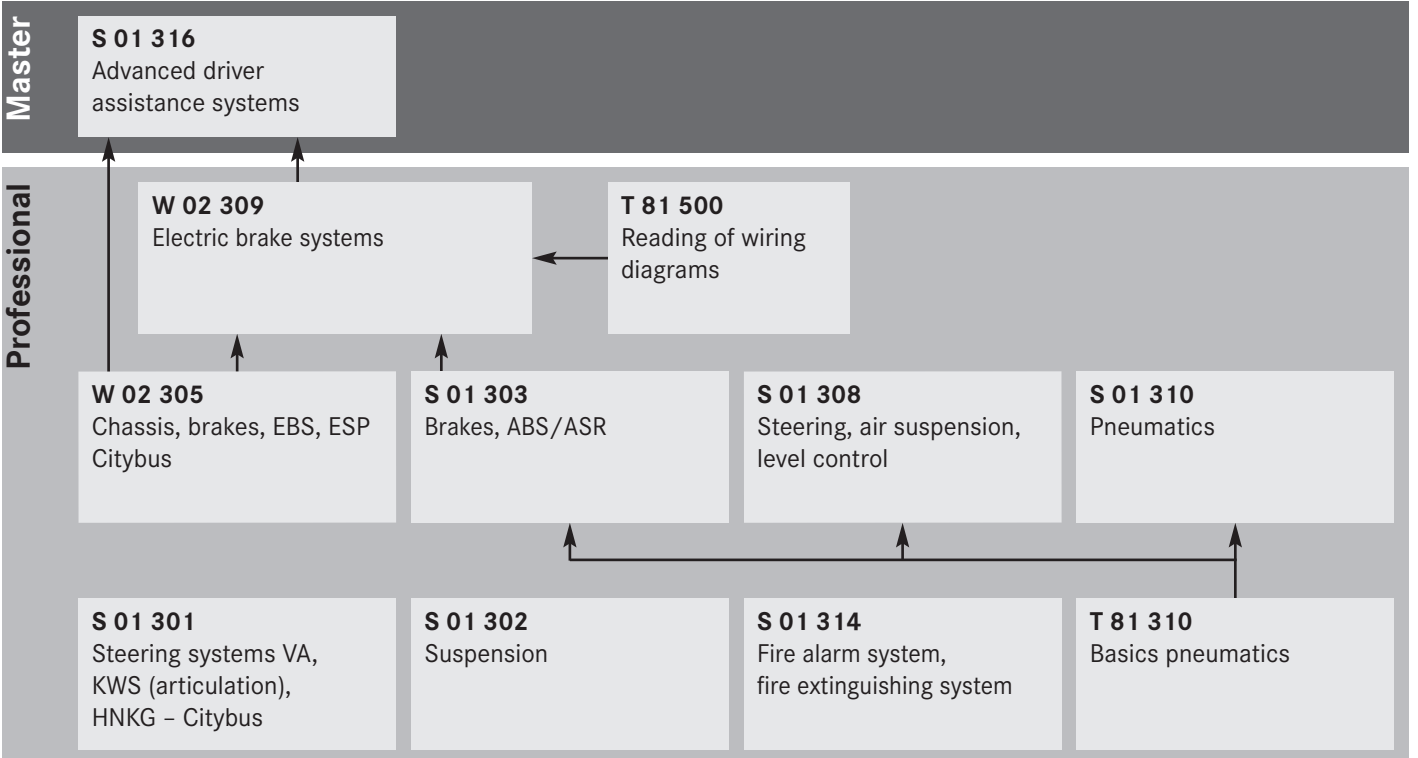 Master
S 01 316
Advanced driver
assistance systems
Professional
W 02 309
Electric brake systems
T 81 500
Reading of wiring
diagrams
W 02 305
Chassis, brakes, EBS, ESP
Citybus
S 01 303
Brakes, ABS/ASR
S 01 308
Steering, air suspension,
level control
S 01 310
Pneumatics
S 01 301
Steering systems VA,
KWS (articulation),
HNKG – Citybus
S 01 302
Suspension
S 01 314
Fire alarm system,
fire extinguishing system
T 81 310
Basics pneumatics